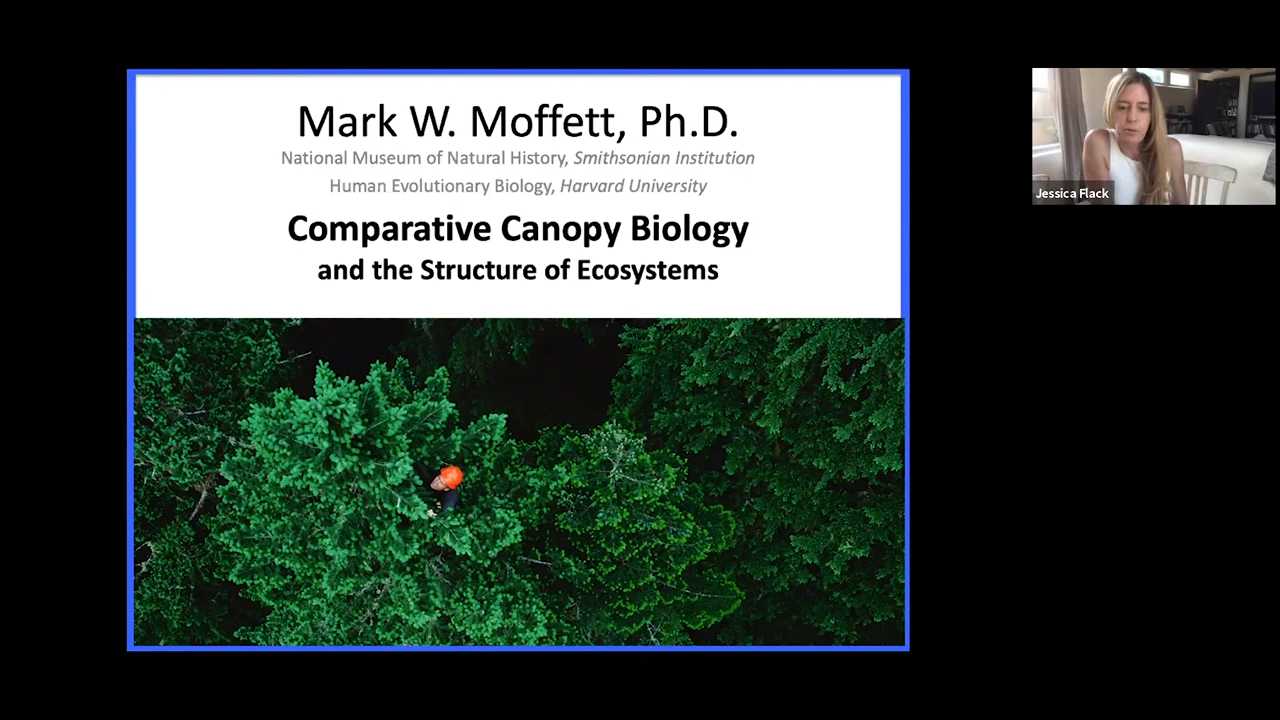 Mark W. Moffett, Ph.D.
National Museum of Natural History, Smithsonian Institution
Human Evolutionary Biology, Harvard University
Comparative Canopy Biology
and the Structure of Ecosystems
Jessica Flack